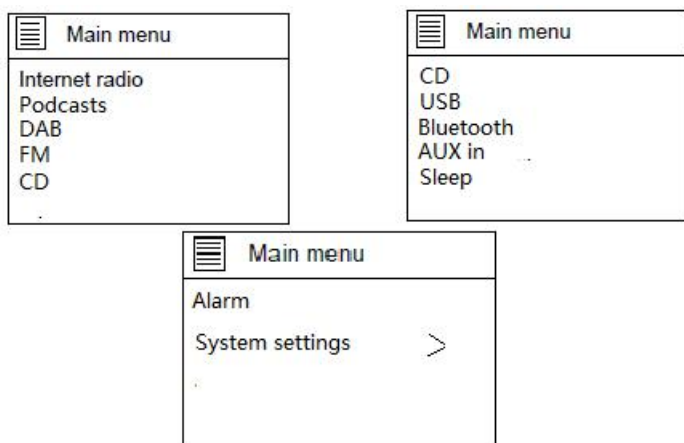 Main menu
Internet radio
Podcasts
DAB
FM
CD
Main menu
CD
USB
Bluetooth
AUX in
Sleep
Main menu
Alarm
System settings >